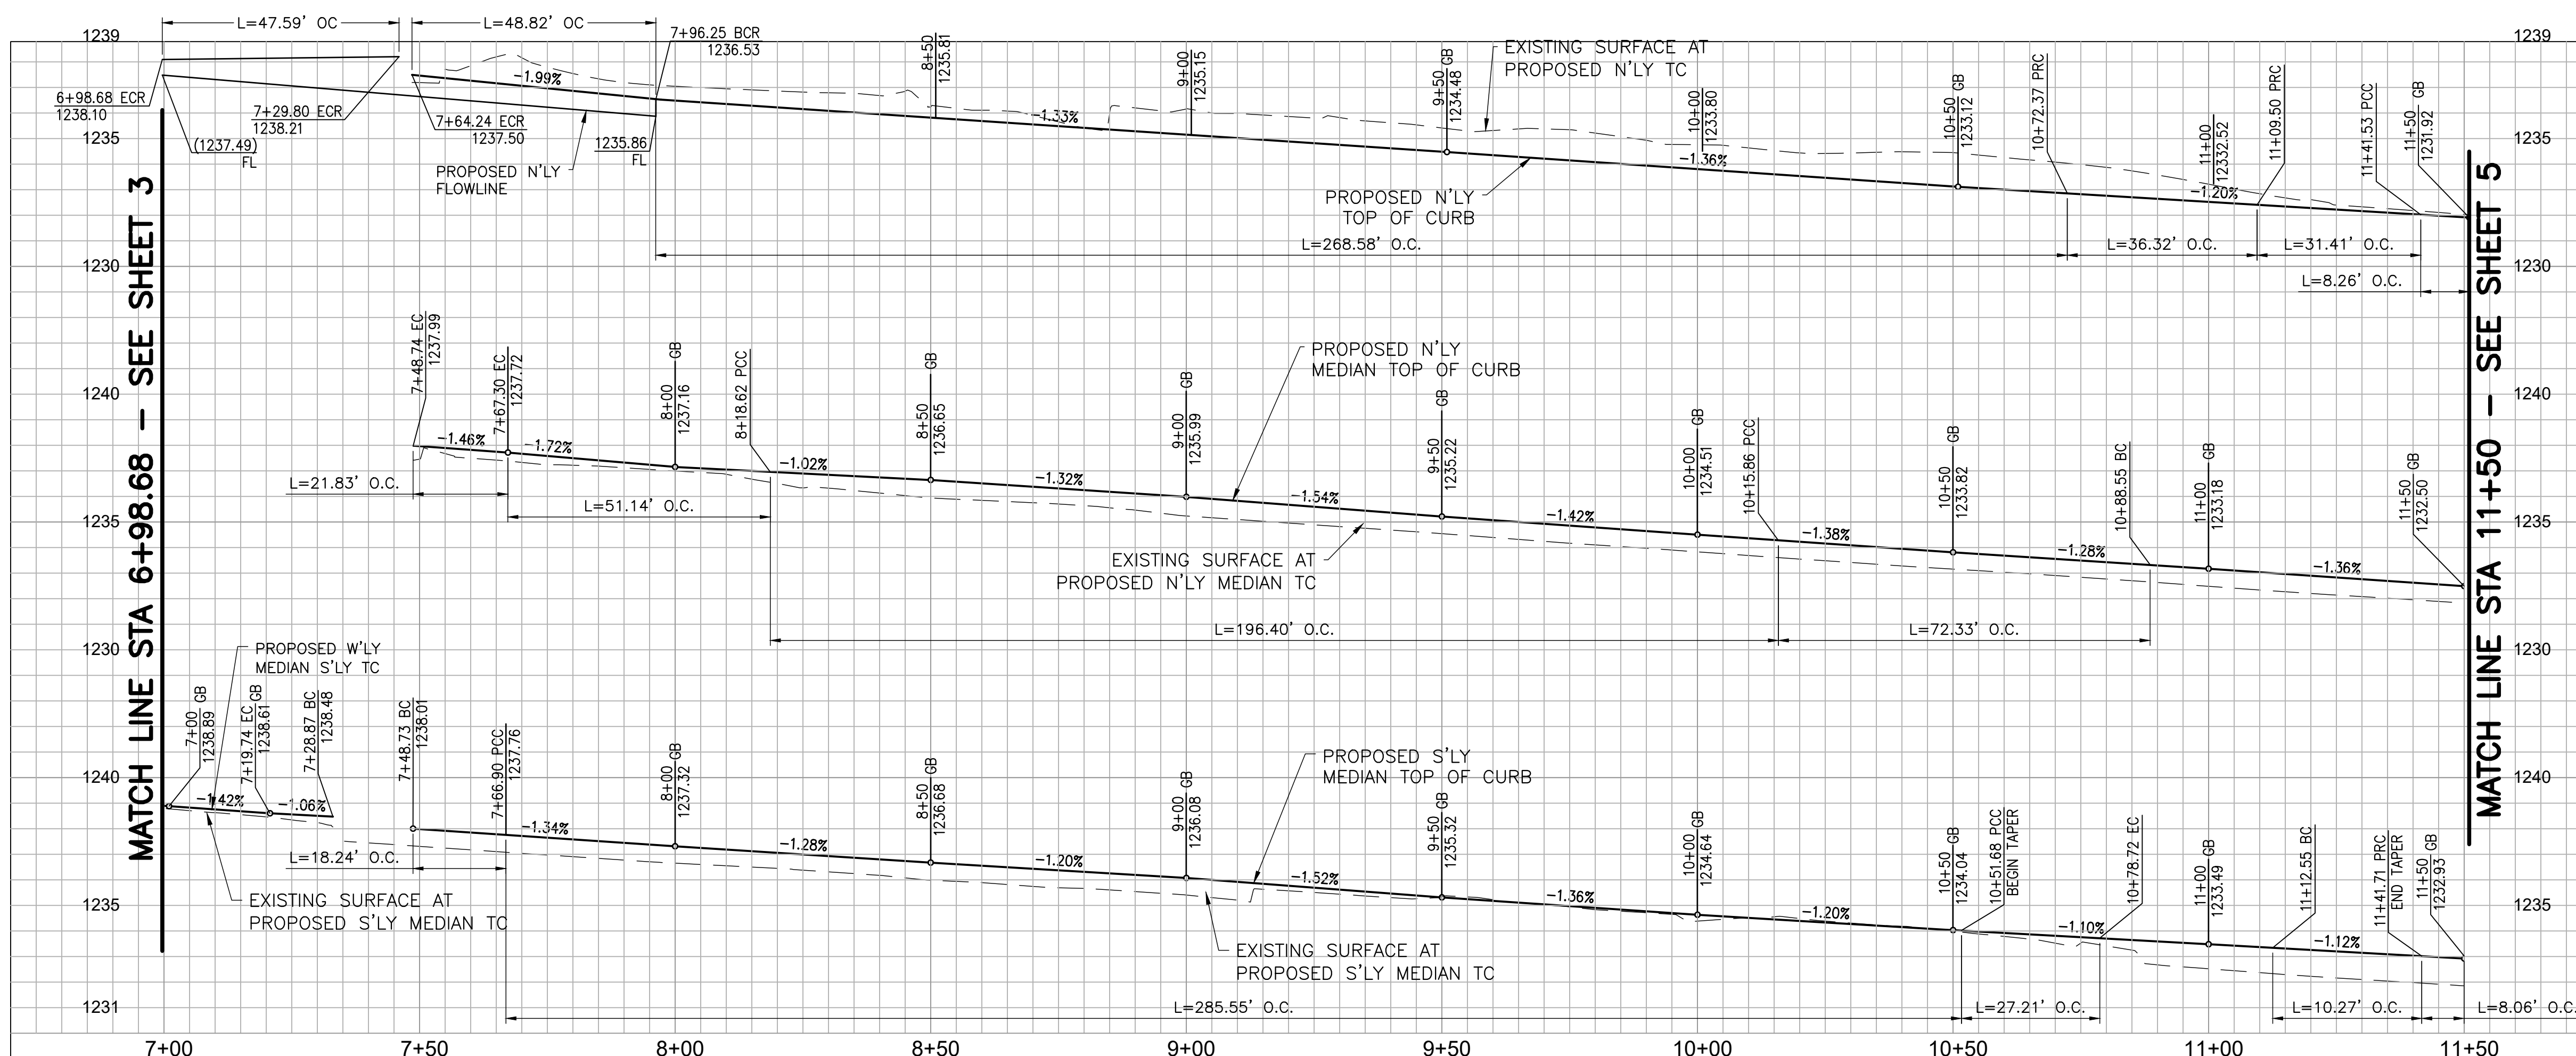 L=47.59' OC
L=48.82' OC
1239
1239
7+96.25 BCR
1236.53
8+50
1235.81
9+00
1235.15
9+50 GB
1234.48
EXISTING SURFACE AT
PROPOSED N'LY TC
10+00
1233.80
10+50 GB
1233.12
10+72.37 PRC
11+00
12332.52
11+09.50 PRC
11+41.53 PCC
11+50 GB
1231.92
-1.99%
-1.33%
-1.36%
-1.20%
6+98.68 ECR
1238.10
7+29.80 ECR
1238.21
7+64.24 ECR
1237.50
(1237.49)
FL
1235.86
FL
1235
1235
PROPOSED N'LY
FLOWLINE
PROPOSED N'LY
TOP OF CURB
L=268.58' O.C.
L=36.32' O.C.
L=31.41' O.C.
L=8.26' O.C.
1230
1230
MATCH LINE STA 6+98.68 - SEE SHEET 3
MATCH LINE STA 11+50 - SEE SHEET 5
7+48.74 EC
1237.99
7+67.30 EC
1237.72
8+00 GB
1237.16
8+18.62 PCC
8+50 GB
1236.65
9+00 GB
1235.99
PROPOSED N'LY
MEDIAN TOP OF CURB
9+50 GB
1235.22
10+00 GB
1234.51
10+15.86 PCC
10+50 GB
1233.82
10+88.55 BC
11+00 GB
1233.18
11+50 GB
1232.50
1240
1240
-1.46%
-1.72%
-1.02%
-1.32%
-1.54%
-1.42%
-1.38%
-1.28%
-1.36%
L=21.83' O.C.
L=51.14' O.C.
1235
1235
EXISTING SURFACE AT
PROPOSED N'LY MEDIAN TC
L=196.40' O.C.
L=72.33' O.C.
1230
1230
PROPOSED W'LY
MEDIAN S'LY TC
7+00 GB
1238.89
7+19.74 EC
1238.61 GB
7+28.87 BC
1238.48
7+48.73 BC
1238.01
7+66.90 PCC
1237.76
8+00 GB
1237.32
8+50 GB
1236.68
9+00 GB
1236.08
PROPOSED S'LY
MEDIAN TOP OF CURB
9+50 GB
1235.32
10+00 GB
1234.64
10+50 GB
1234.04
10+51.68 PCC
BEGIN TAPER
10+78.72 EC
11+00 GB
1233.49
11+12.55 BC
11+41.71 PRC
END TAPER
11+50 GB
1232.93
1240
1240
-1.42%
-1.06%
-1.34%
-1.28%
-1.20%
-1.52%
-1.36%
-1.20%
-1.10%
-1.12%
L=18.24' O.C.
EXISTING SURFACE AT
PROPOSED S'LY MEDIAN TC
1235
1235
EXISTING SURFACE AT
PROPOSED S'LY MEDIAN TC
1231
1231
L=285.55' O.C.
L=27.21' O.C.
L=10.27' O.C.
L=8.06' O.C.
7+00
7+50
8+00
8+50
9+00
9+50
10+00
10+50
11+00
11+50